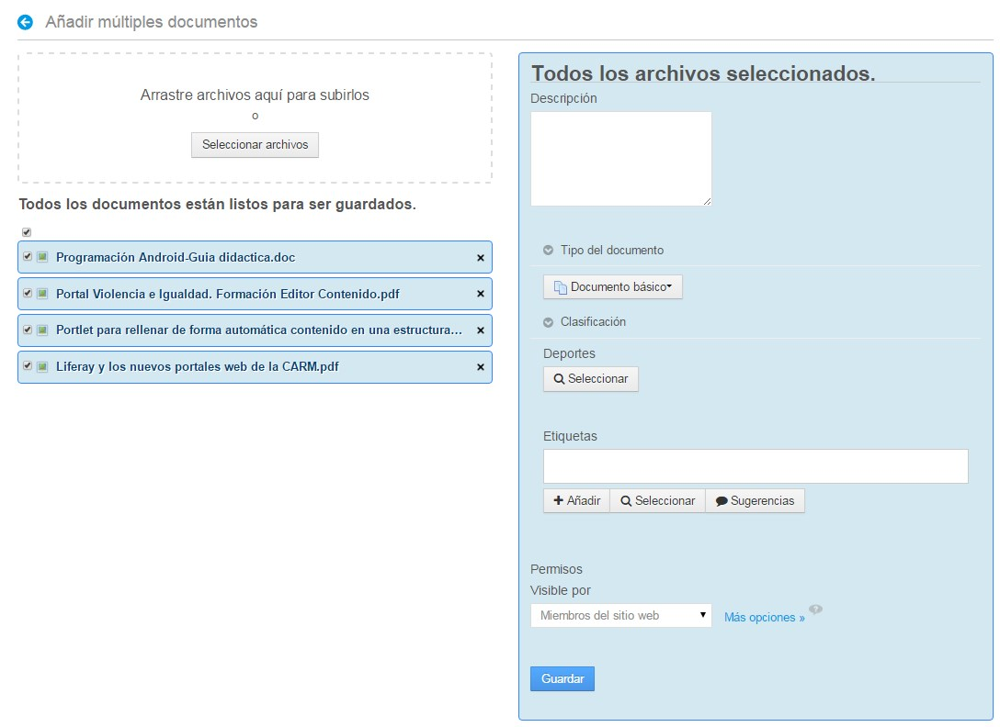 Añadir múltiples documentos
Arrastre archivos aquí para subirlos
o
Seleccionar archivos
Todos los documentos están listos para ser guardados.
Programación Android-Guia didactica.doc
Portal Violencia e Igualdad. Formación Editor Contenido.pdf
Portlet para rellenar de forma automática contenido en una estructura...
Liferay y los nuevos portales web de la CARM.pdf
Todos los archivos seleccionados.
Descripción
Tipo del documento
Documento básico
Clasificación
Deportes
Seleccionar
Etiquetas
Añadir Seleccionar Sugerencias
Permisos
Visible por
Miembros del sitio web Más opciones »
Guardar